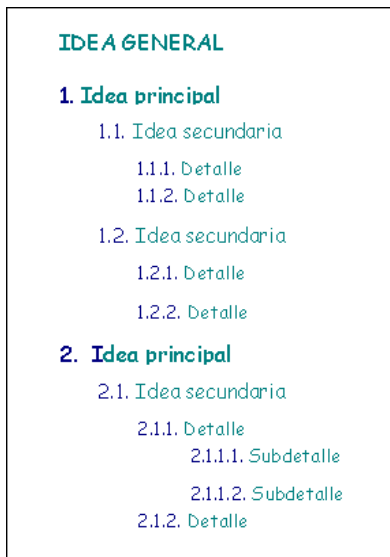 IDEA GENERAL
1. Idea principal
1.1. Idea secundaria
1.1.1. Detalle
1.1.2. Detalle
1.2. Idea secundaria
1.2.1. Detalle
1.2.2. Detalle
2. Idea principal
2.1. Idea secundaria
2.1.1. Detalle
2.1.1.1. Subdetalle
2.1.1.2. Subdetalle
2.1.2. Detalle